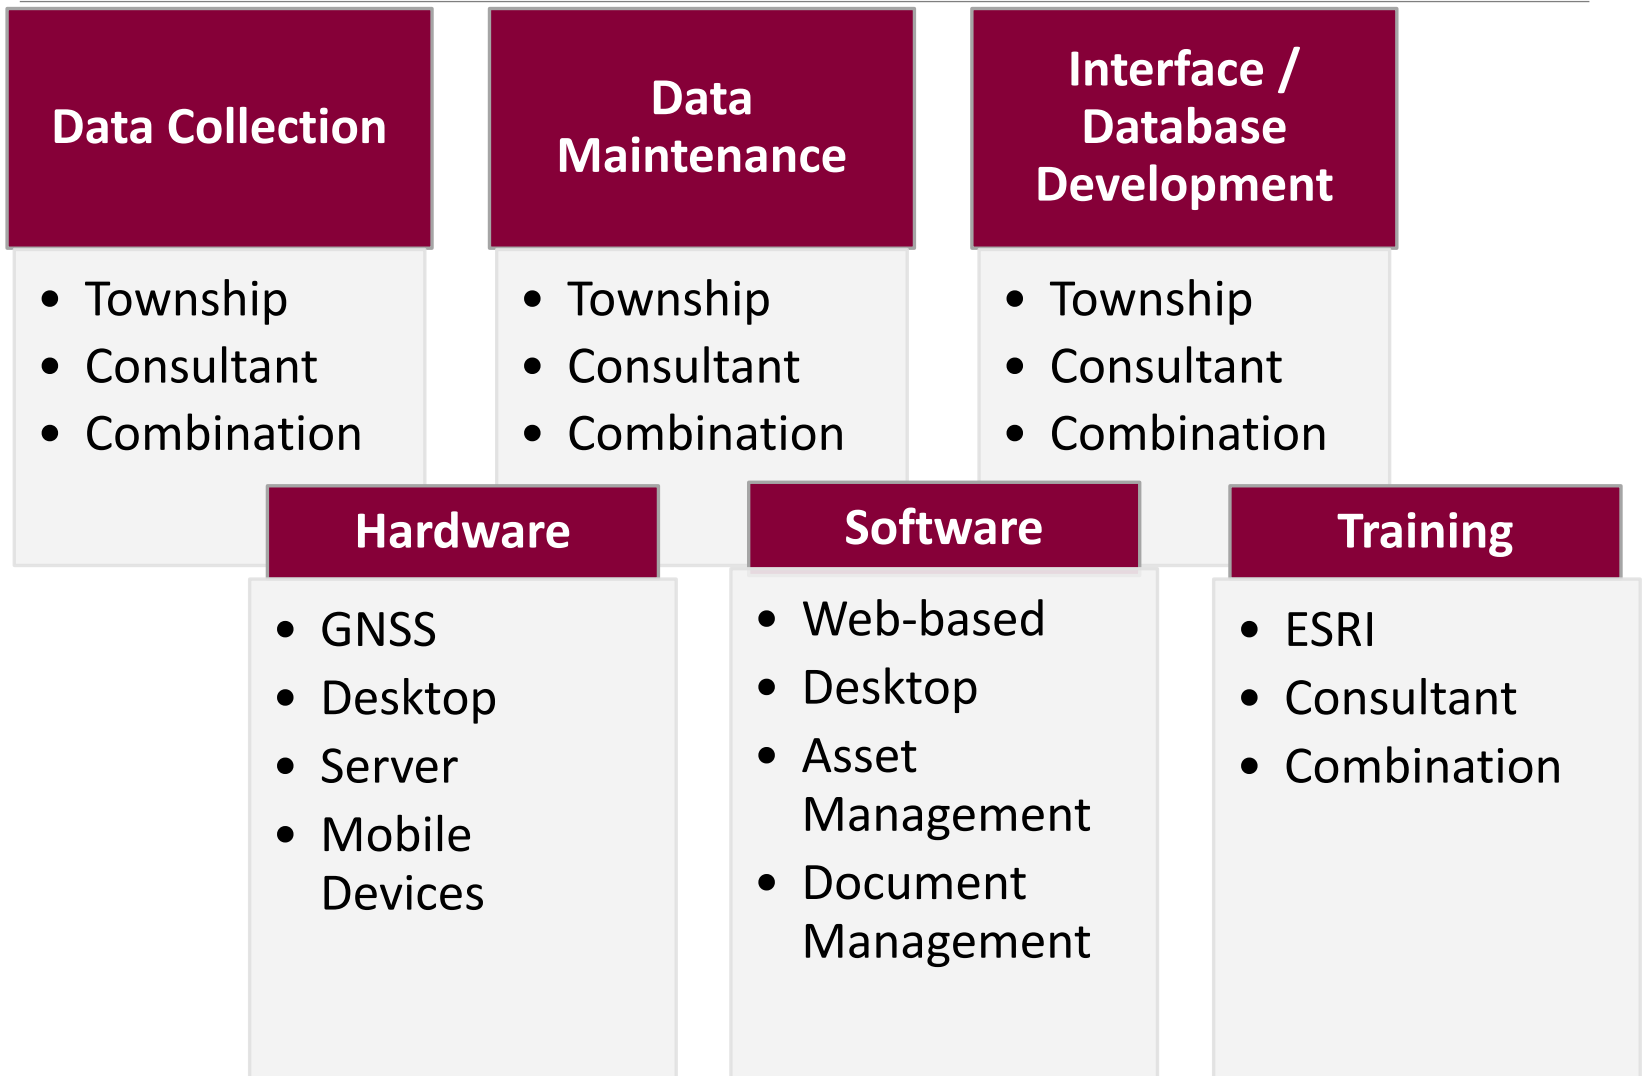 Data Collection
• Township
• Consultant
• Combination
Data
Maintenance
• Township
• Consultant
• Combination
Interface /
Database
Development
• Township
• Consultant
• Combination
Hardware
• GNSS
• Desktop
• Server
• Mobile
Devices
Software
• Web-based
• Desktop
• Asset
Management
• Document
Management
Training
• ESRI
• Consultant
• Combination